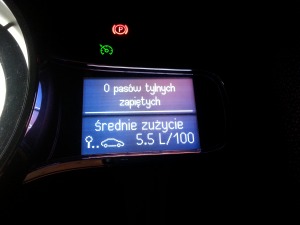 0 pasów tylnych
zapiętych
średnie zużycie
5.5 L/100